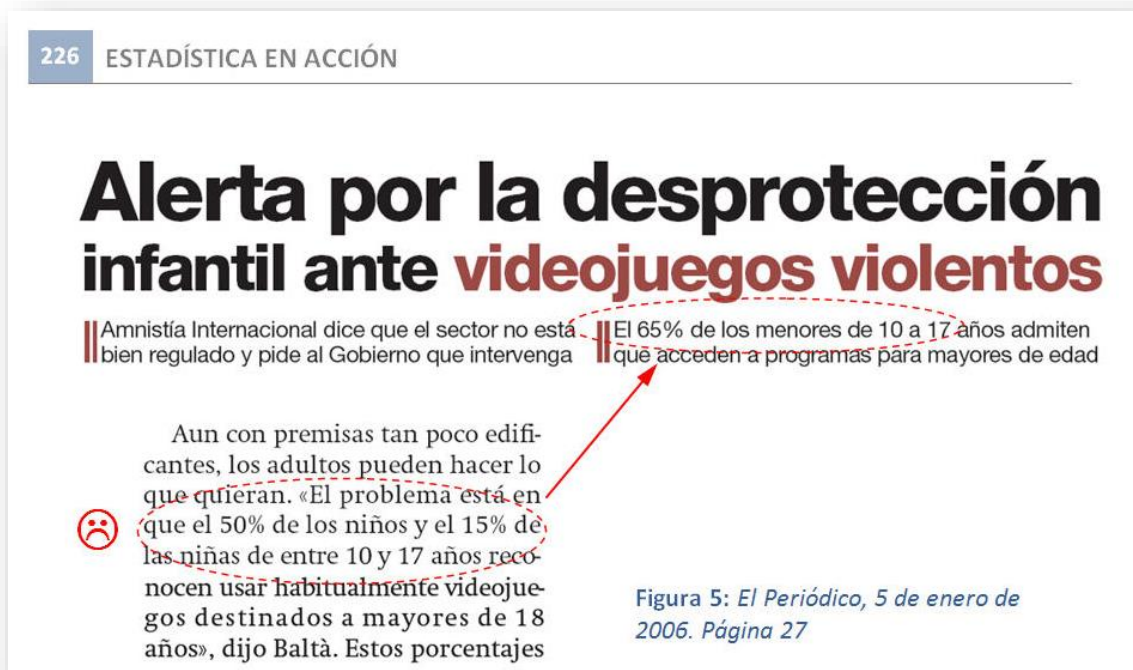 226 ESTADÍSTICA EN ACCIÓN
Alerta por la desprotección
infantil ante videojuegos violentos
Amnistía Internacional dice que el sector no está
bien regulado y pide al Gobierno que intervenga
El 65% de los menores de 10 a 17 años admiten
que acceden a programas para mayores de edad
Aun con premisas tan poco edifi-
cantes, los adultos pueden hacer lo
que quieran. «El problema está en
que el 50% de los niños y el 15% de
las niñas de entre 10 y 17 años reco-
nocen usar habitualmente videojue-
gos destinados a mayores de 18
años», dijo Baltà. Estos porcentajes
Figura 5: El Periódico, 5 de enero de
2006. Página 27